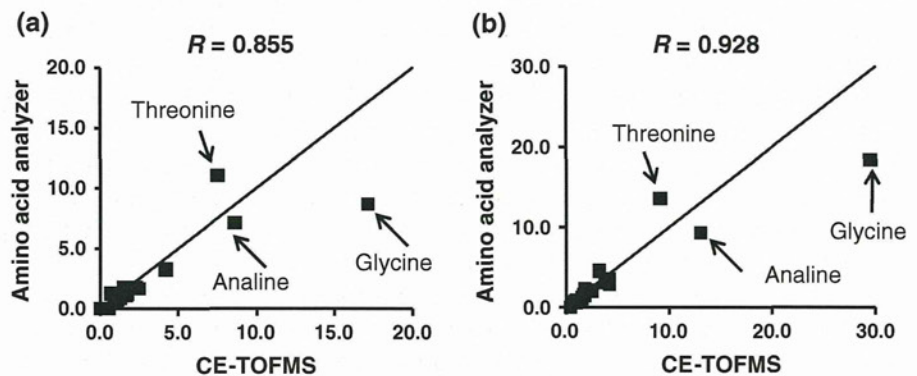 (a)
R = 0.855
Amino acid analyzer
20.0
15.0
10.0
5.0
0.0
Threonine
Analine
Glycine
0.0 5.0 10.0 15.0 20.0
CE-TOFMS
(b)
R = 0.928
Amino acid analyzer
30.0
20.0
10.0
0.0
Threonine
Analine
Glycine
0.0 10.0 20.0 30.0
CE-TOFMS